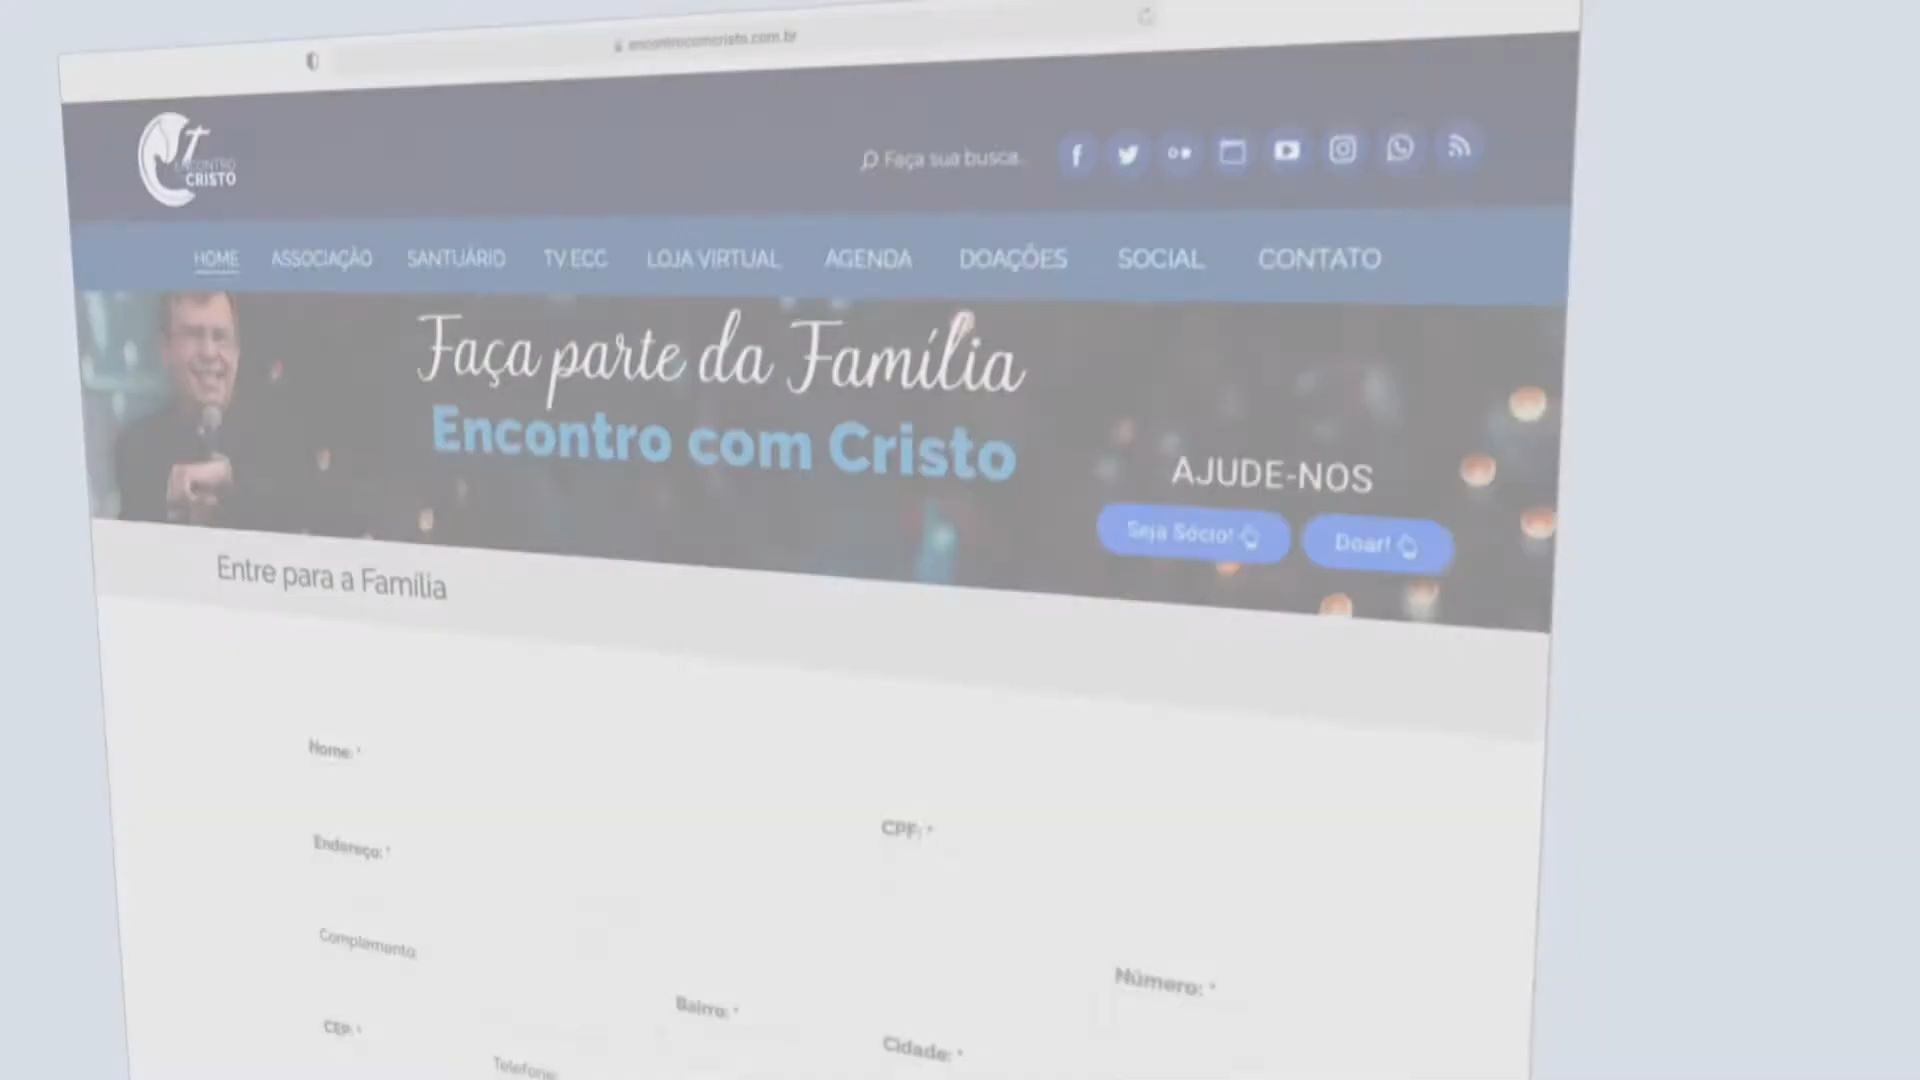 encontrocomcristo.com.br
ENCONTRO
CRISTO
Faça sua busca...
HOME ASSOCIAÇÃO SANTUÁRIO TV ECC LOJA VIRTUAL AGENDA DOAÇÕES SOCIAL CONTATO
Faça parte da Família
Encontro com Cristo
AJUDE-NOS
Seja Sócio! Doar!
Entre para a Família
Nome: *
CPF: *
Endereço: *
Número: *
Complemento
Bairro: *
Cidade: *
CEP: *
Telefone: